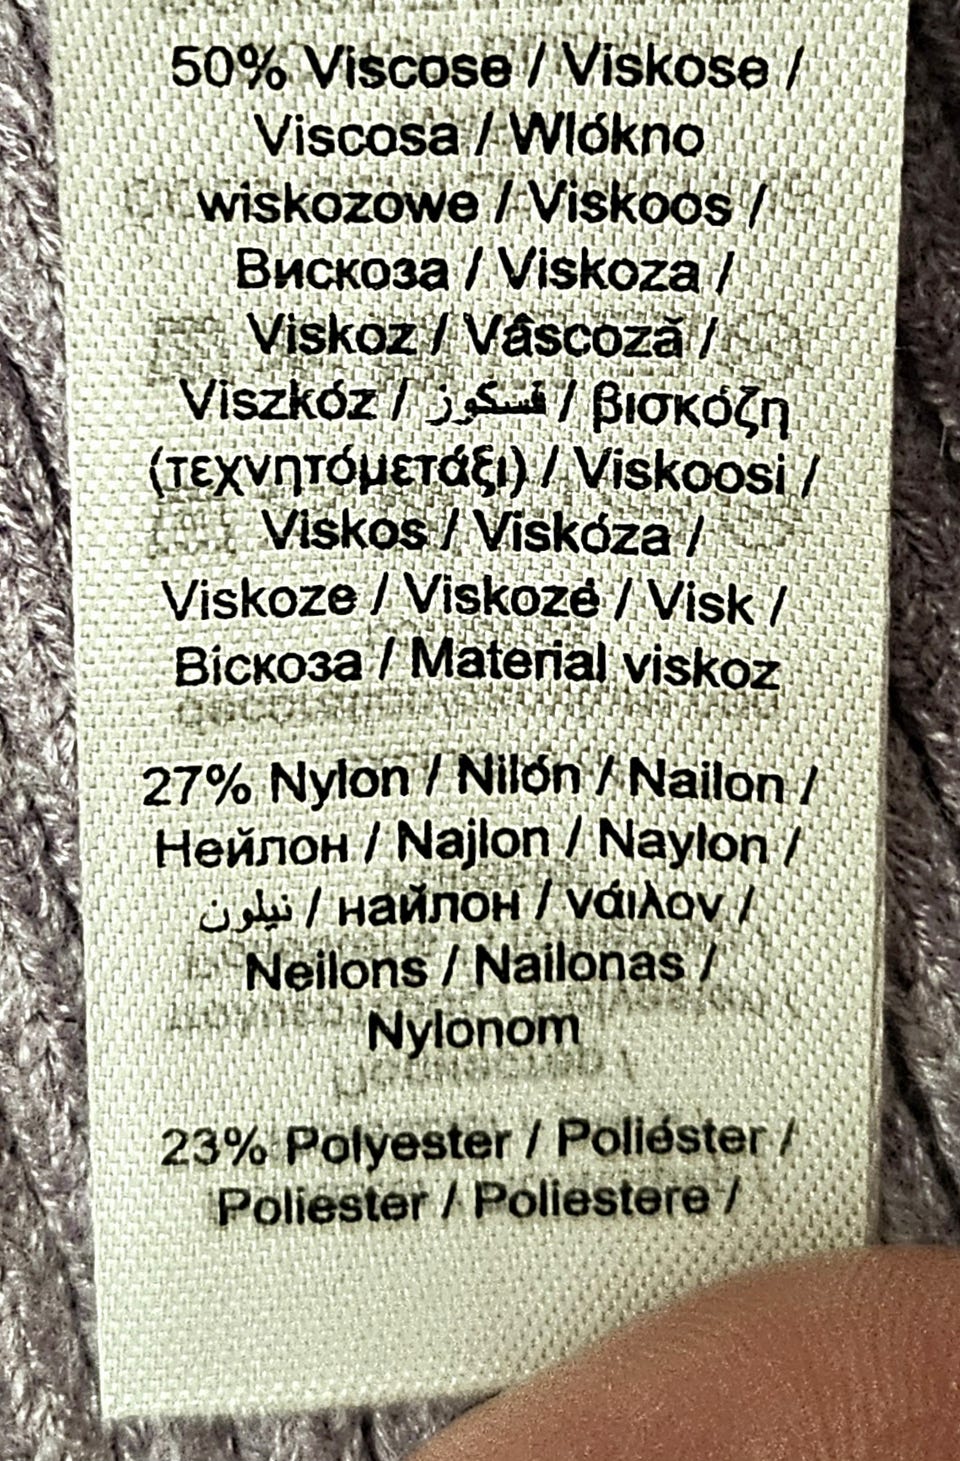 50% Viscose / Viskose /
Viscosa / Wlókno
wiskozowe / Viskoos /
Вискоза / Viskoza /
Viskoz / Vâscoză /
Viszkóz / فسكوز / βισκόζη
(τεχνητόμετάξι) / Viskoosi /
Viskos / Viskóza /
Viskoze / Viskozė / Visk /
Віскоза / Material viskoz
27% Nylon / Nilón / Nailon /
Нейлон / Najlon / Naylon /
نيلون / найлон / νάιλον /
Neilons / Nailonas /
Nylonom
23% Polyester / Poliéster /
Poliester / Poliestere /